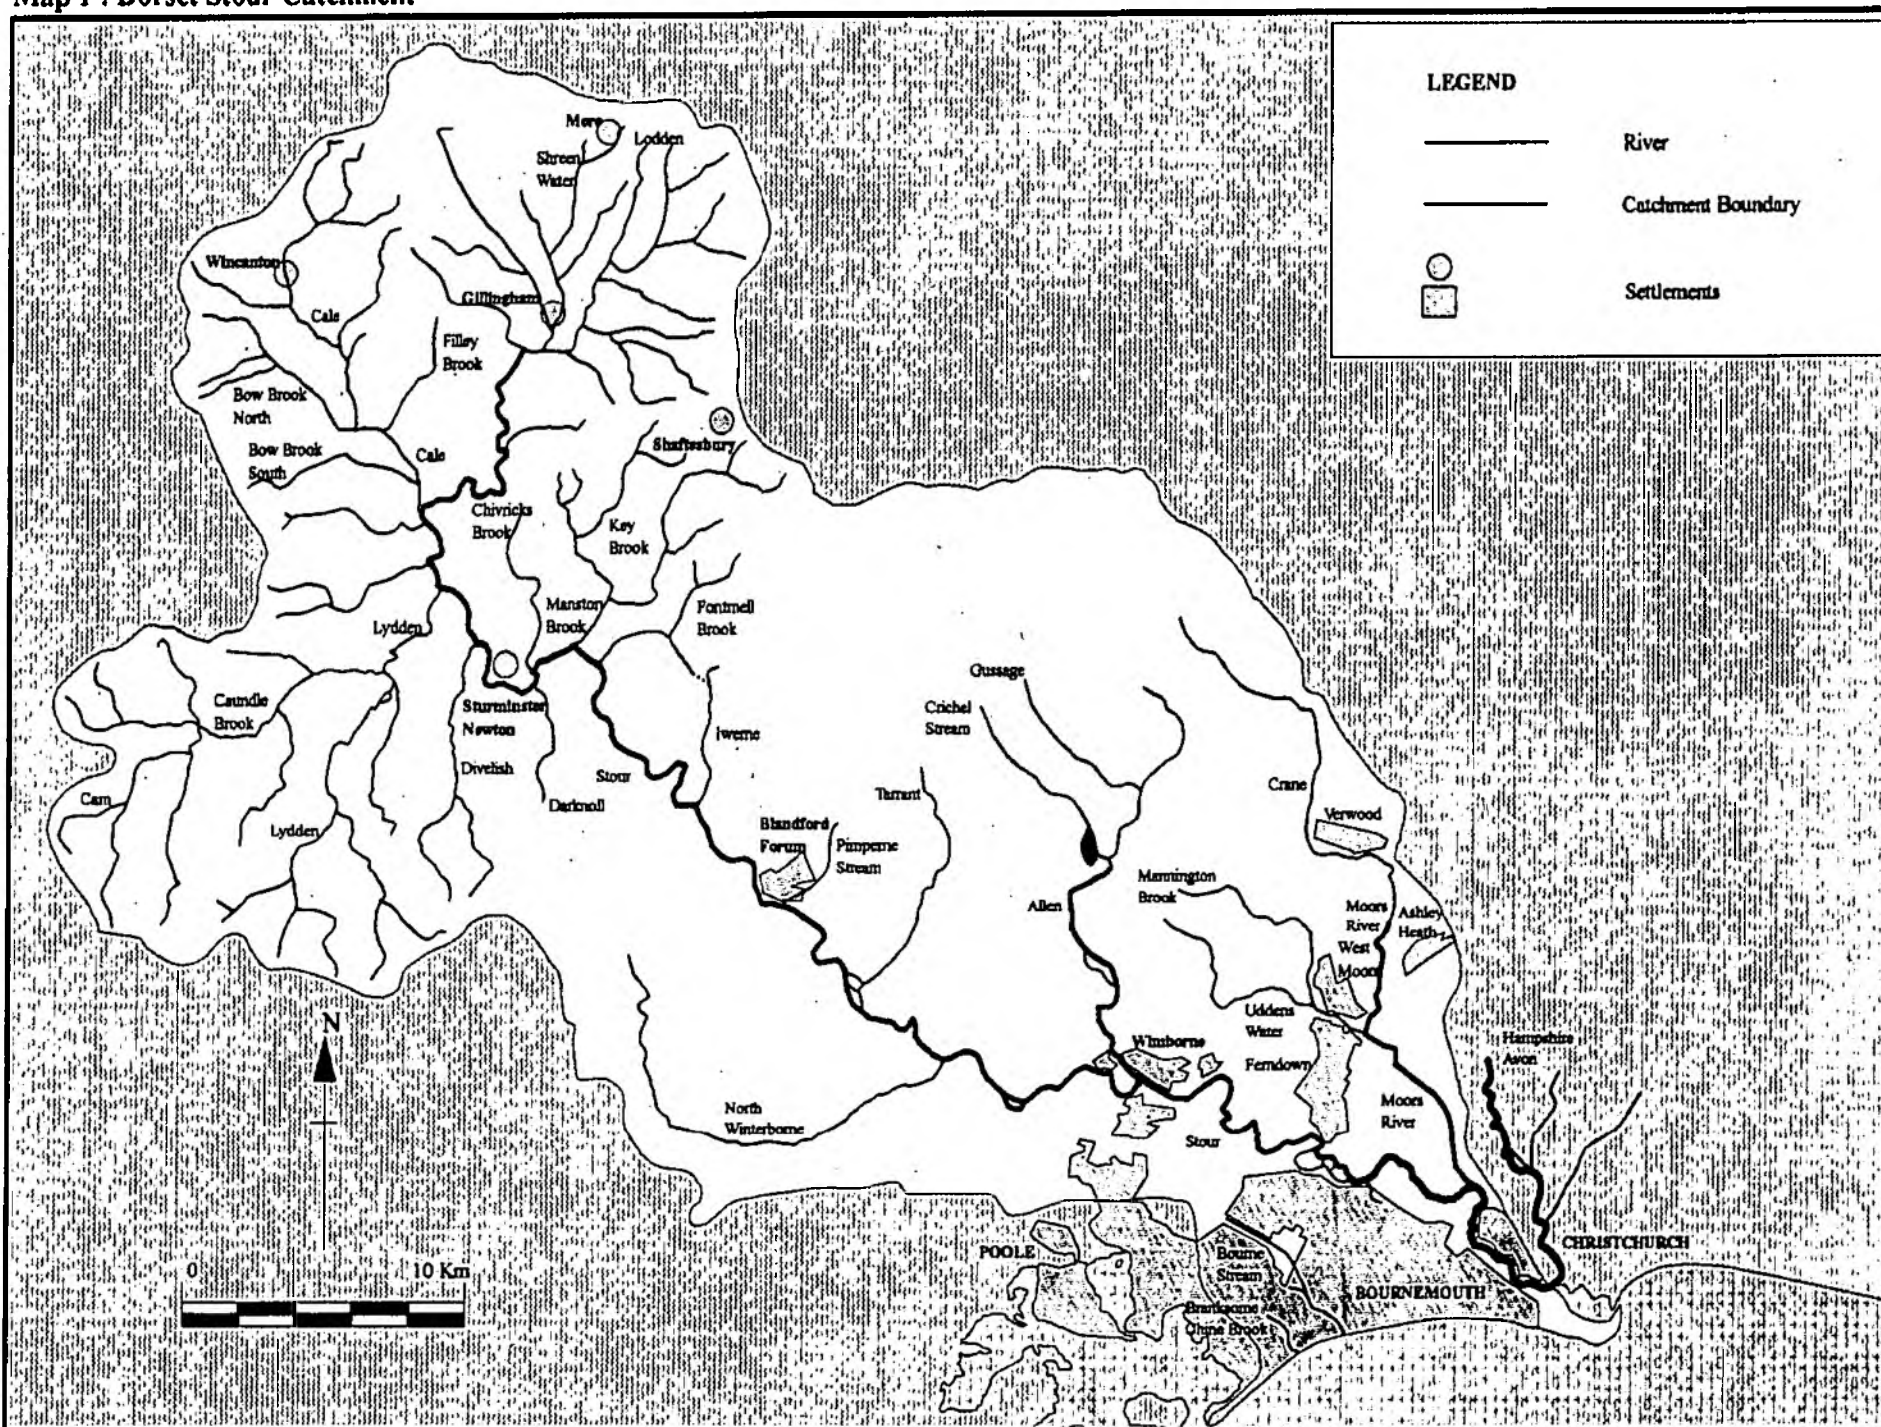 Map 1 : Dorset Stour Catchment
LEGEND
River
Catchment Boundary
Settlements
Mere
Lodden
Shreen
Water
Wincanton
Gillingham
Cale
Filley
Brook
Bow Brook
North
Shaftesbury
Bow Brook
South
Cale
Chivricks
Brook
Key
Brook
Manston
Brook
Fontmell
Brook
Lydden
Caundle
Brook
Sturminster
Newton
Iwerne
Gussage
Crichel
Stream
Divelish
Stour
Darknoll
Cam
Lydden
Tarrant
Crane
Verwood
Blandford
Forum
Pimperne
Stream
Mannington
Brook
Allen
Moors
River
Ashley
Heath
West
Moors
N
Uddens
Water
Wimborne
Ferndown
Hampshire
Avon
North
Winterborne
Moors
River
Stour
POOLE
Bourne
Stream
CHRISTCHURCH
BOURNEMOUTH
Branksome
Chine Brook
0 10 Km